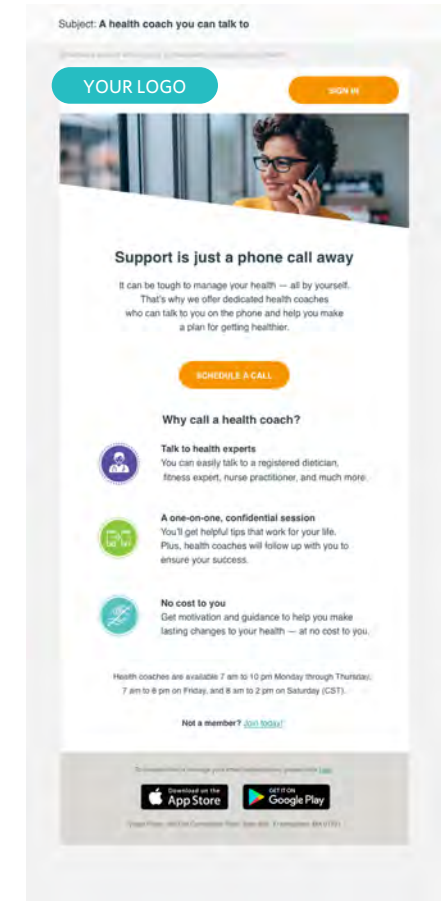 Subject: A health coach you can talk to
YOUR LOGO
SIGN IN
Support is just a phone call away
It can be tough to manage your health — all by yourself.
That's why we offer dedicated health coaches
who can talk to you on the phone and help you make
a plan for getting healthier.
SCHEDULE A CALL
Why call a health coach?
Talk to health experts
You can easily talk to a registered dietician,
fitness expert, nurse practitioner, and much more.
A one-on-one, confidential session
You'll get helpful tips that work for your life.
Plus, health coaches will follow up with you to
ensure your success.
No cost to you
Get motivation and guidance to help you make
lasting changes to your health — at no cost to you.
Health coaches are available 7 am to 10 pm Monday through Thursday,
7 am to 8 pm on Friday, and 8 am to 2 pm on Saturday (CST).
Not a member? Join today!
Download on the
App Store
GET IT ON
Google Play